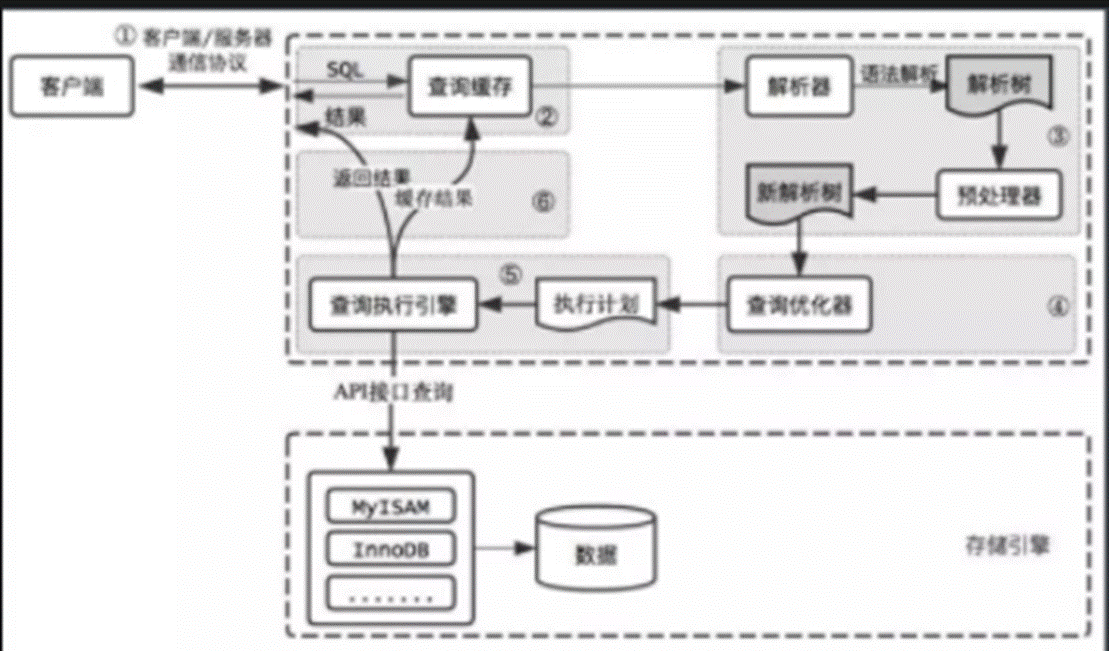 ① 客户端/服务器
通信协议
客户端
SQL
结果
查询缓存
②
解析器
语法解析
解析树
③
返回结果
缓存结果
⑥
新解析树
预处理器
查询执行引擎
⑤
执行计划
查询优化器
④
API接口查询
MyISAM
InnoDB
.......
数据
存储引擎